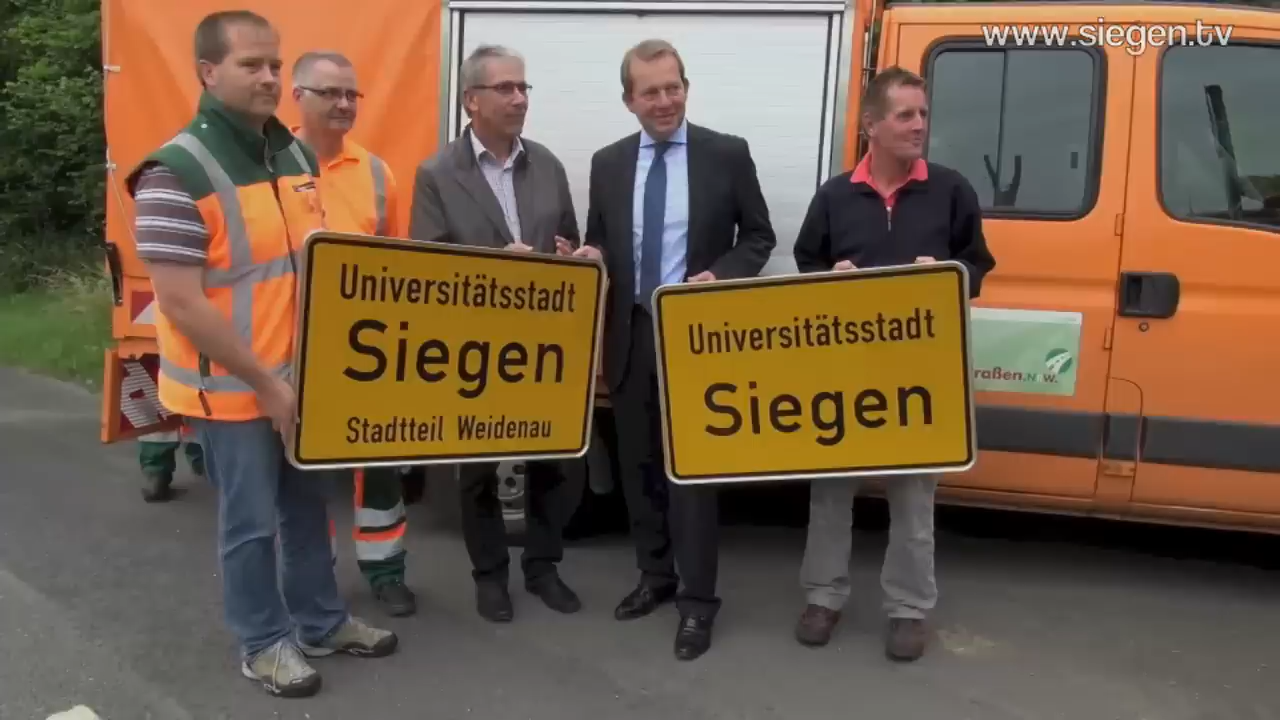 www.siegen.tv
Universitätsstadt
Siegen
Stadtteil Weidenau
Universitätsstadt
Siegen
raßen.NRW.